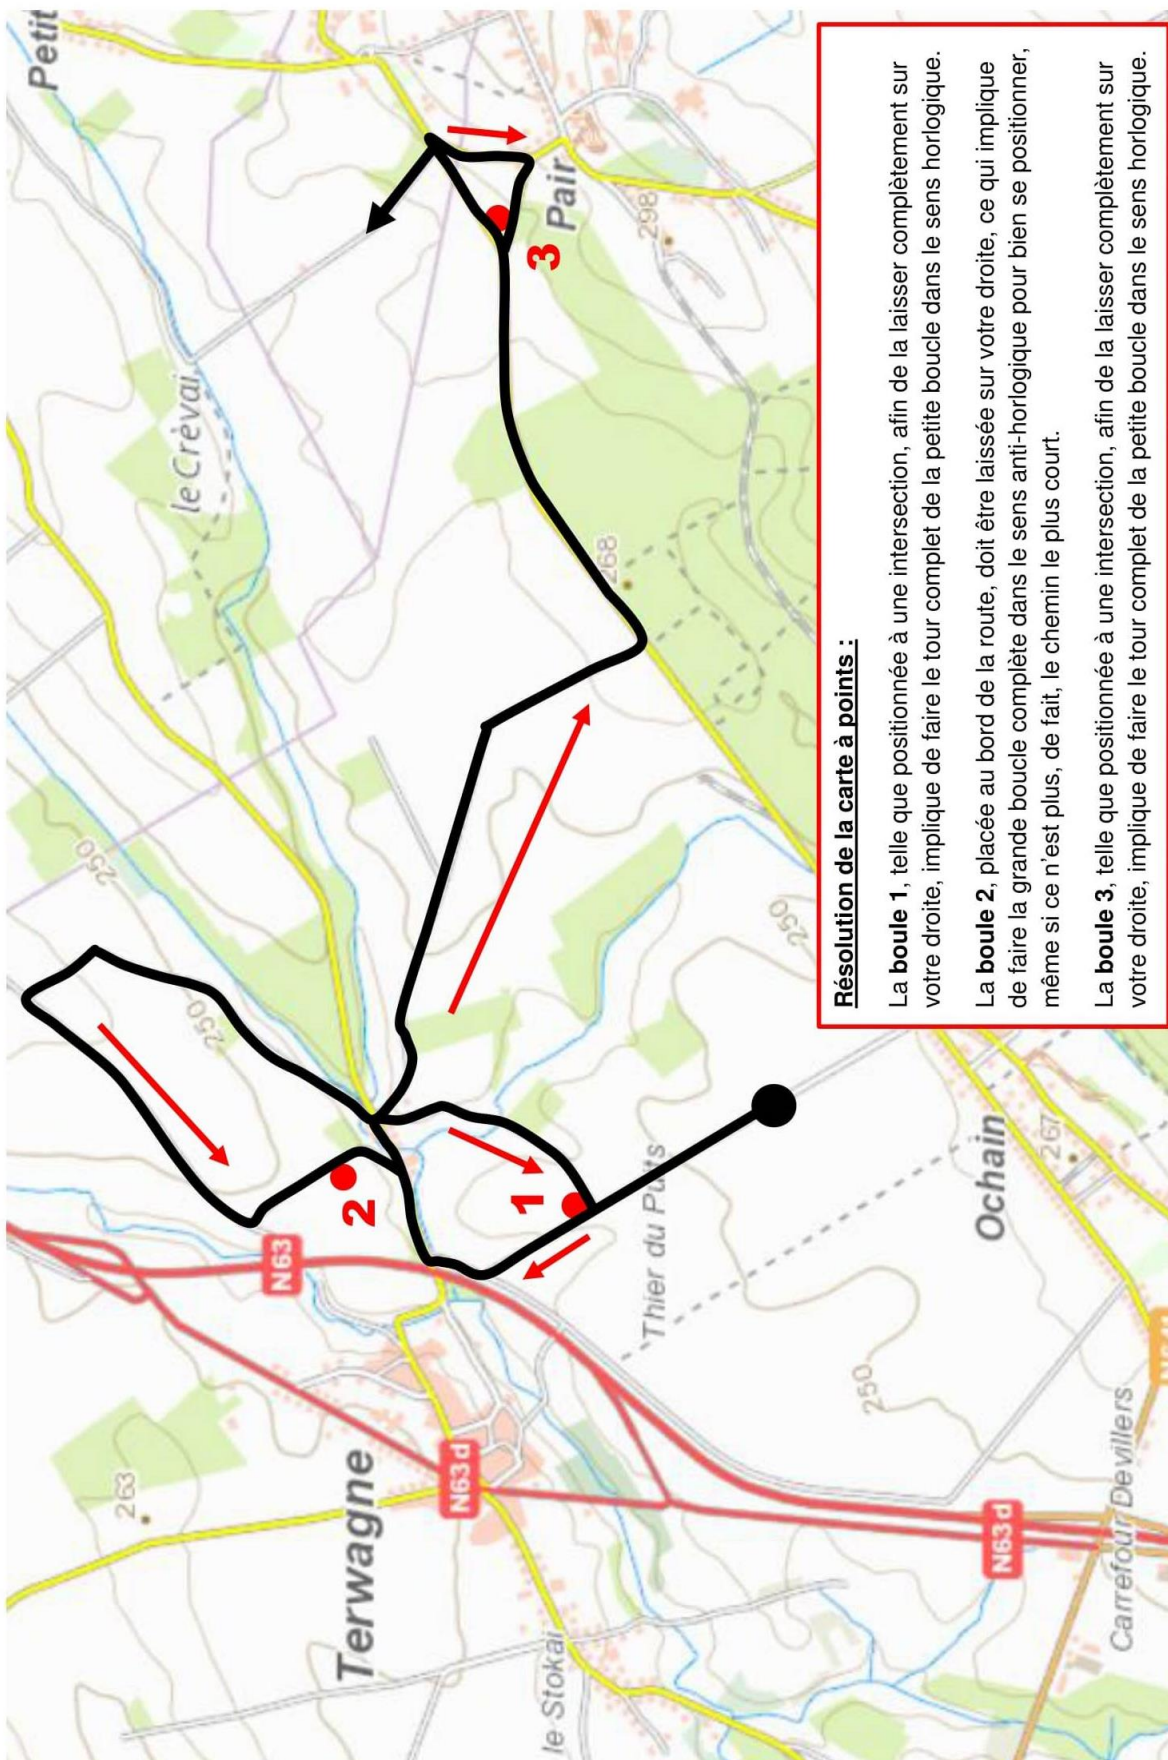 Petit
le Crèvai
250
250
250
268
Pair
298
3
2
1
N63
Terwagne
263
N63d
le Stokai
Thier du Puits
Ochain
267
250
N63d
Carrefour Devillers
Résolution de la carte à points :
La boule 1, telle que positionnée à une intersection, afin de la laisser complètement sur
votre droite, implique de faire le tour complet de la petite boucle dans le sens horlogique.
La boule 2, placée au bord de la route, doit être laissée sur votre droite, ce qui implique
de faire la grande boucle complète dans le sens anti-horlogique pour bien se positionner,
même si ce n'est plus, de fait, le chemin le plus court.
La boule 3, telle que positionnée à une intersection, afin de la laisser complètement sur
votre droite, implique de faire le tour complet de la petite boucle dans le sens horlogique.